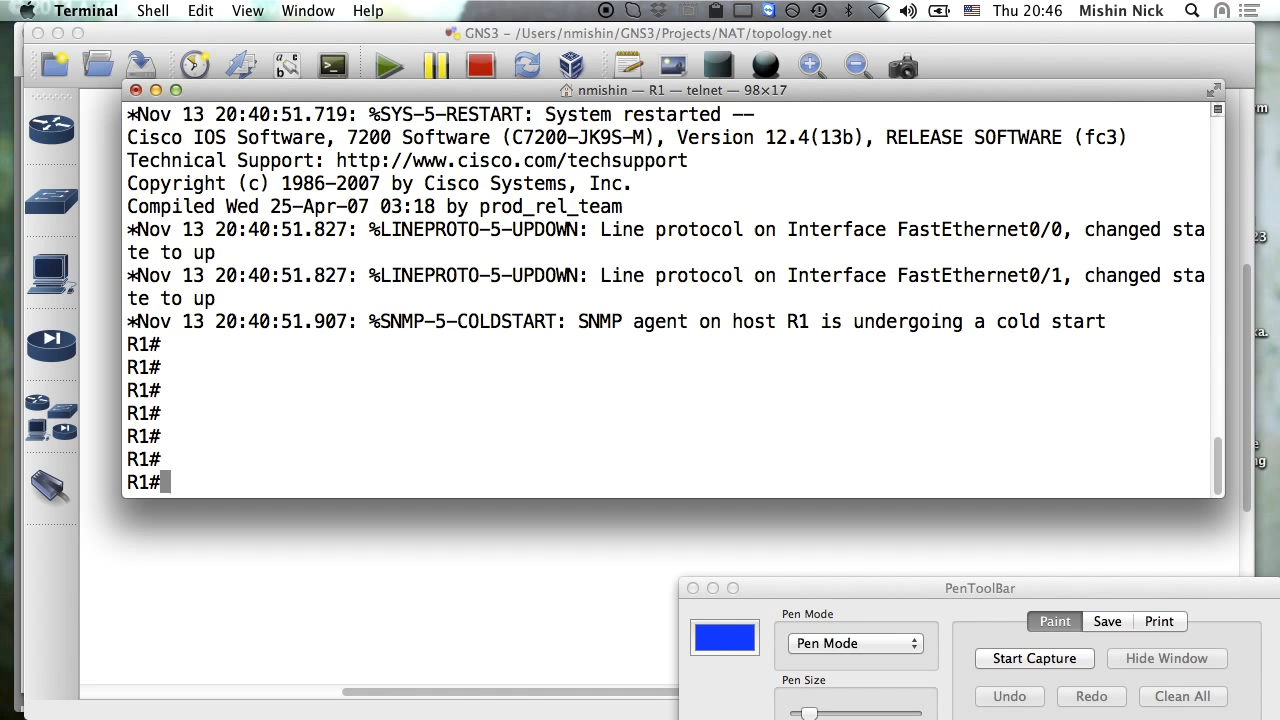 Terminal Shell Edit View Window Help Thu 20:46 Mishin Nick
GNS3 — /Users/nmishin/GNS3/Projects/NAT/topology.net
nmishin — R1 — telnet — 98×17
*Nov 13 20:40:51.719: %SYS-5-RESTART: System restarted --
Cisco IOS Software, 7200 Software (C7200-JK9S-M), Version 12.4(13b), RELEASE SOFTWARE (fc3)
Technical Support: http://www.cisco.com/techsupport
Copyright (c) 1986-2007 by Cisco Systems, Inc.
Compiled Wed 25-Apr-07 03:18 by prod_rel_team
*Nov 13 20:40:51.827: %LINEPROTO-5-UPDOWN: Line protocol on Interface FastEthernet0/0, changed sta
te to up
*Nov 13 20:40:51.827: %LINEPROTO-5-UPDOWN: Line protocol on Interface FastEthernet0/1, changed sta
te to up
*Nov 13 20:40:51.907: %SNMP-5-COLDSTART: SNMP agent on host R1 is undergoing a cold start
R1#
R1#
R1#
R1#
R1#
R1#
R1#
PenToolBar
Pen Mode
Pen Mode
Pen Size
Paint Save Print
Start Capture Hide Window
Undo Redo Clean All